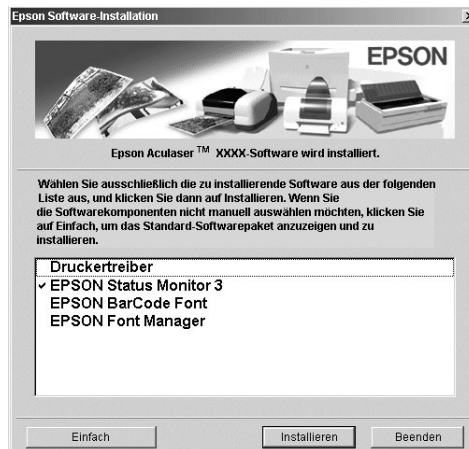 Epson Software-Installation
EPSON
Epson Aculaser™ XXXX-Software wird installiert.
Wählen Sie ausschließlich die zu installierende Software aus der folgenden
Liste aus, und klicken Sie dann auf Installieren. Wenn Sie
die Softwarekomponenten nicht manuell auswählen möchten, klicken Sie
auf Einfach, um das Standard-Softwarepaket anzuzeigen und zu
installieren.
Druckertreiber
✓ EPSON Status Monitor 3
EPSON BarCode Font
EPSON Font Manager
Einfach
Installieren
Beenden